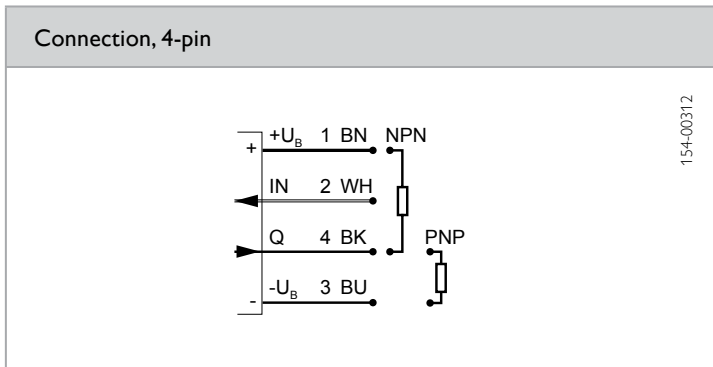 Connection, 4-pin
154-00312
+ +U_B 1 BN NPN
IN 2 WH
Q 4 BK PNP
- -U_B 3 BU